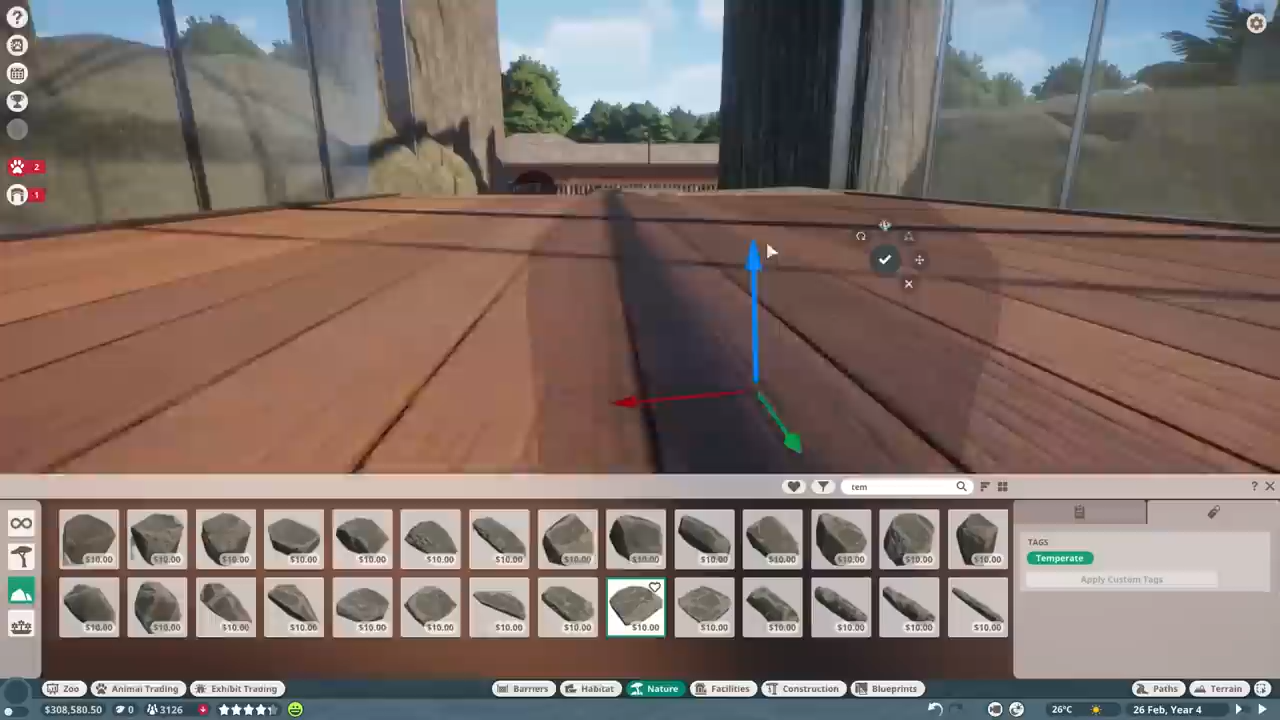 2
1
tem
$10.00 $10.00 $10.00 $10.00 $10.00 $10.00 $10.00 $10.00 $10.00 $10.00 $10.00 $10.00 $10.00 $10.00
$10.00 $10.00 $10.00 $10.00 $10.00 $10.00 $10.00 $10.00 $10.00 $10.00 $10.00 $10.00 $10.00 $10.00
TAGS
Temperate
Apply Custom Tags
Zoo Animal Trading Exhibit Trading Barriers Habitat Nature Facilities Construction Blueprints Paths Terrain
$308,580.50 0 3126 26°C 26 Feb, Year 4